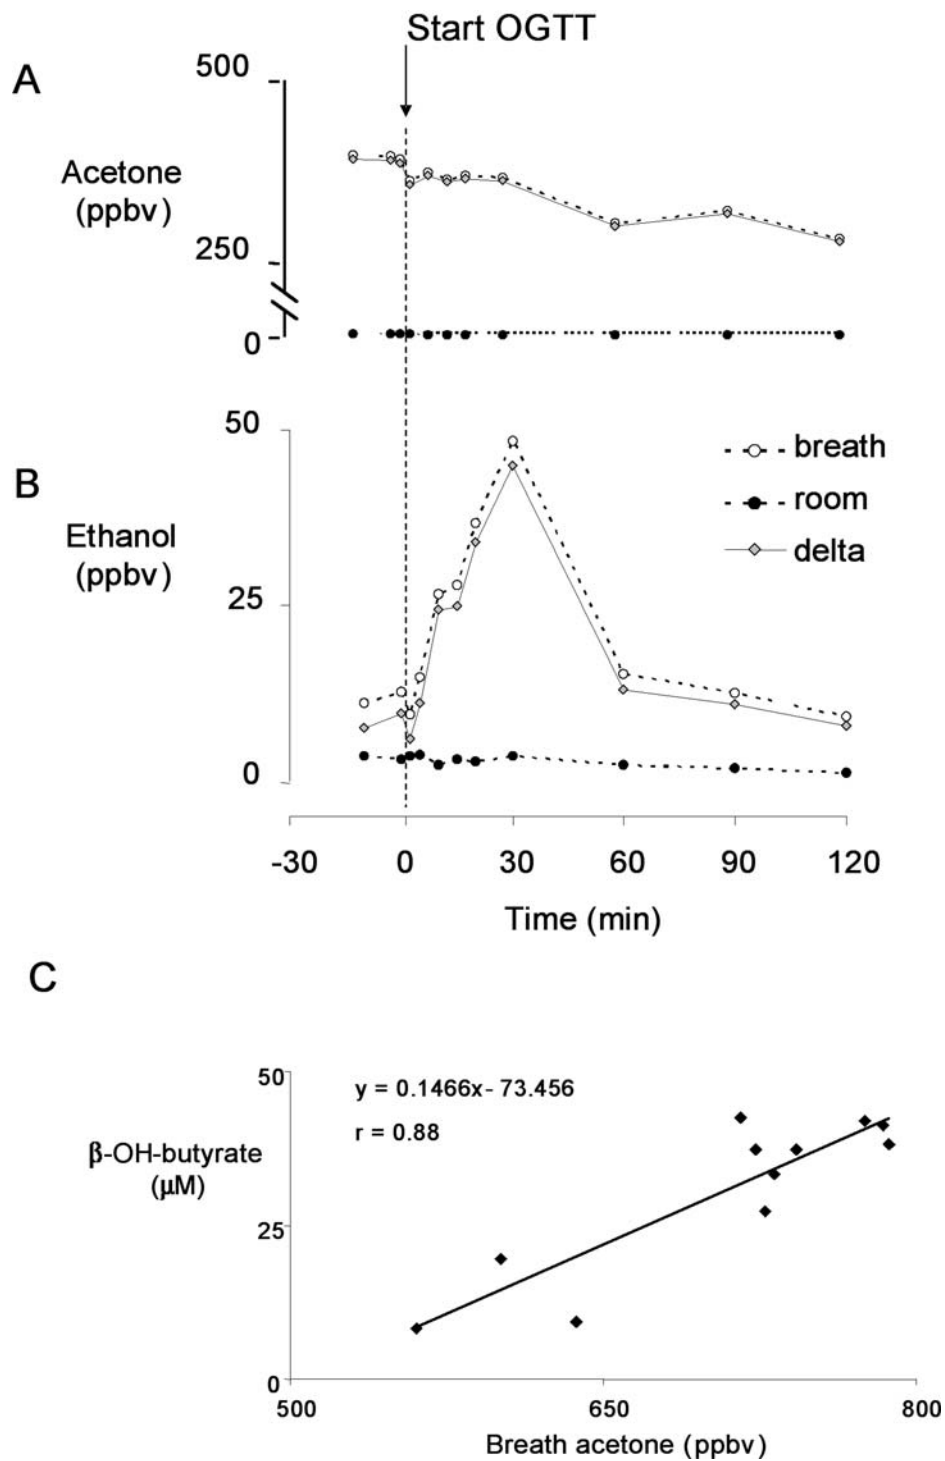 Start OGTT
A
500
Acetone
(ppbv)
250
0
50
breath
B
room
Ethanol
(ppbv)
delta
25
0
-30 0 30 60 90 120
Time (min)
C
50
y = 0.1466x- 73.456
r = 0.88
β-OH-butyrate
(μM)
25
0
500 650 800
Breath acetone (ppbv)